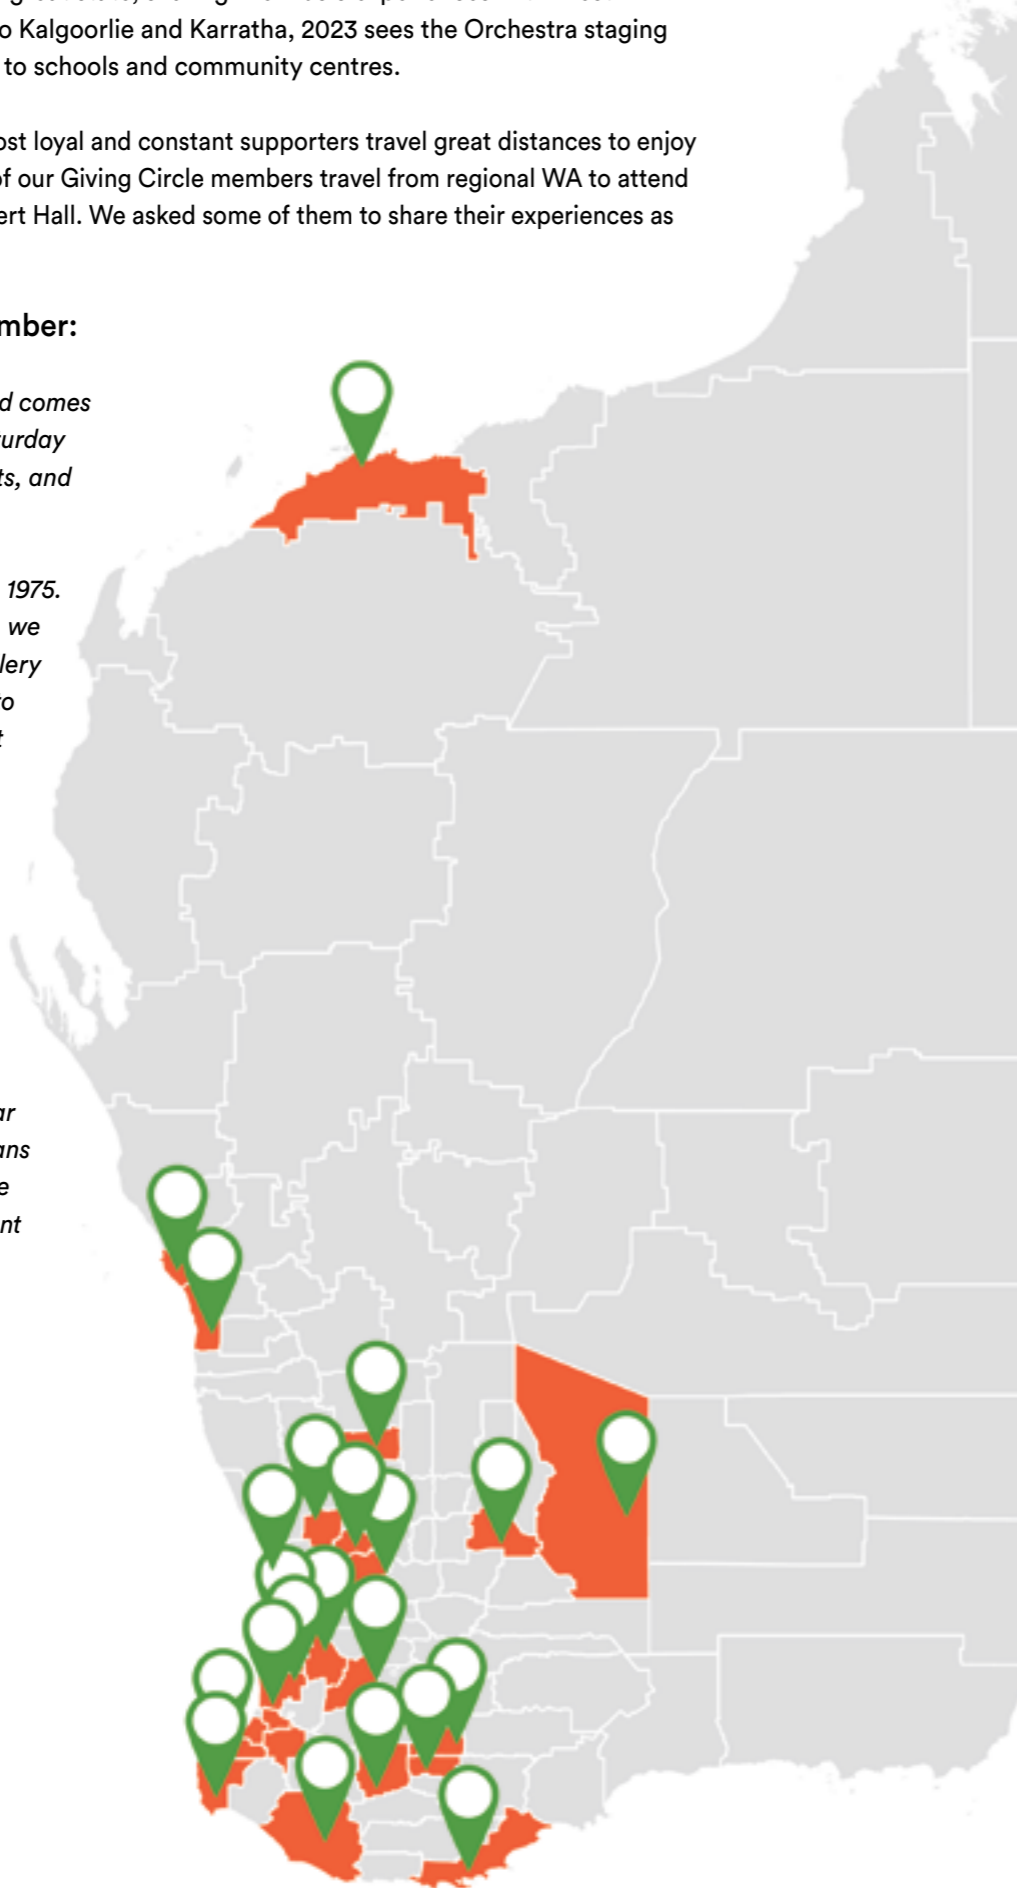 o Kalgoorlie and Karratha, 2023 sees the Orchestra staging
to schools and community centres.
ost loyal and constant supporters travel great distances to enjoy
of our Giving Circle members travel from regional WA to attend
ert Hall. We asked some of them to share their experiences as
mber:
d comes
urday
ts, and
1975.
we
lery
to
t
ar
ans
e
nt